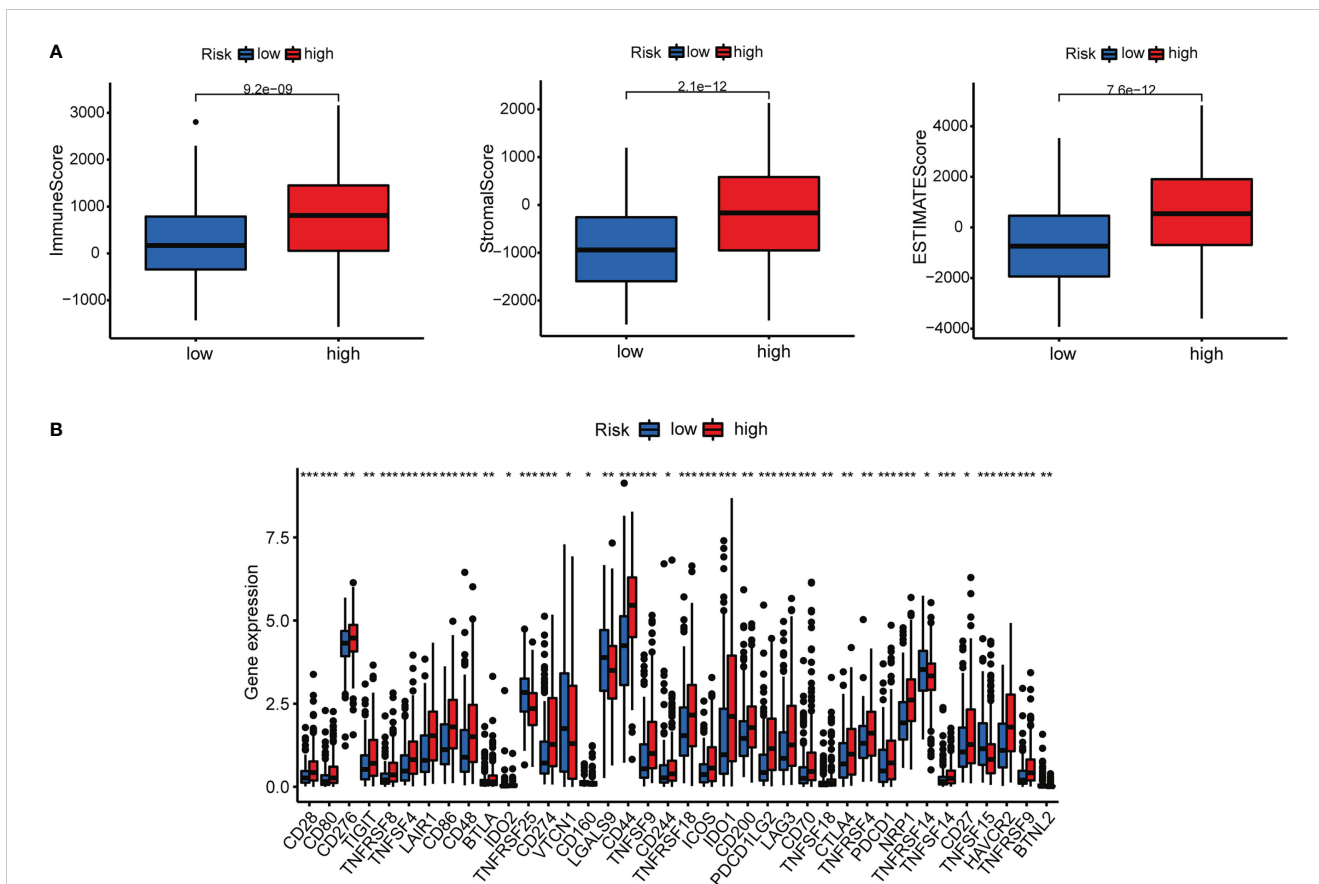 A
Risk low high
9.2e−09
ImmuneScore
3000
2000
1000
0
−1000
low high
Risk low high
2.1e−12
StromalScore
2000
1000
0
−1000
−2000
low high
Risk low high
7.6e−12
ESTIMATEScore
4000
2000
0
−2000
−4000
low high
B
Risk low high
*** *** ** ** *** *** *** *** *** ** * *** *** * * ** *** *** * *** *** *** ** *** *** *** ** ** ** *** *** * *** * *** *** *** **
Gene expression
7.5
5.0
2.5
0.0
CD28
CD80
CD276
TIGIT
TNFRSF8
TNFSF4
LAIR1
CD86
CD48
BTLA
IDO2
TNFRSF25
CD274
VTCN1
CD160
LGALS9
CD44
TNFSF9
CD244
TNFRSF18
ICOS
IDO1
CD200
PDCD1LG2
LAG3
CD70
TNFSF18
CTLA4
TNFRSF4
PDCD1
NRP1
TNFRSF14
TNFSF14
CD27
TNFSF15
HAVCR2
TNFRSF9
BTNL2